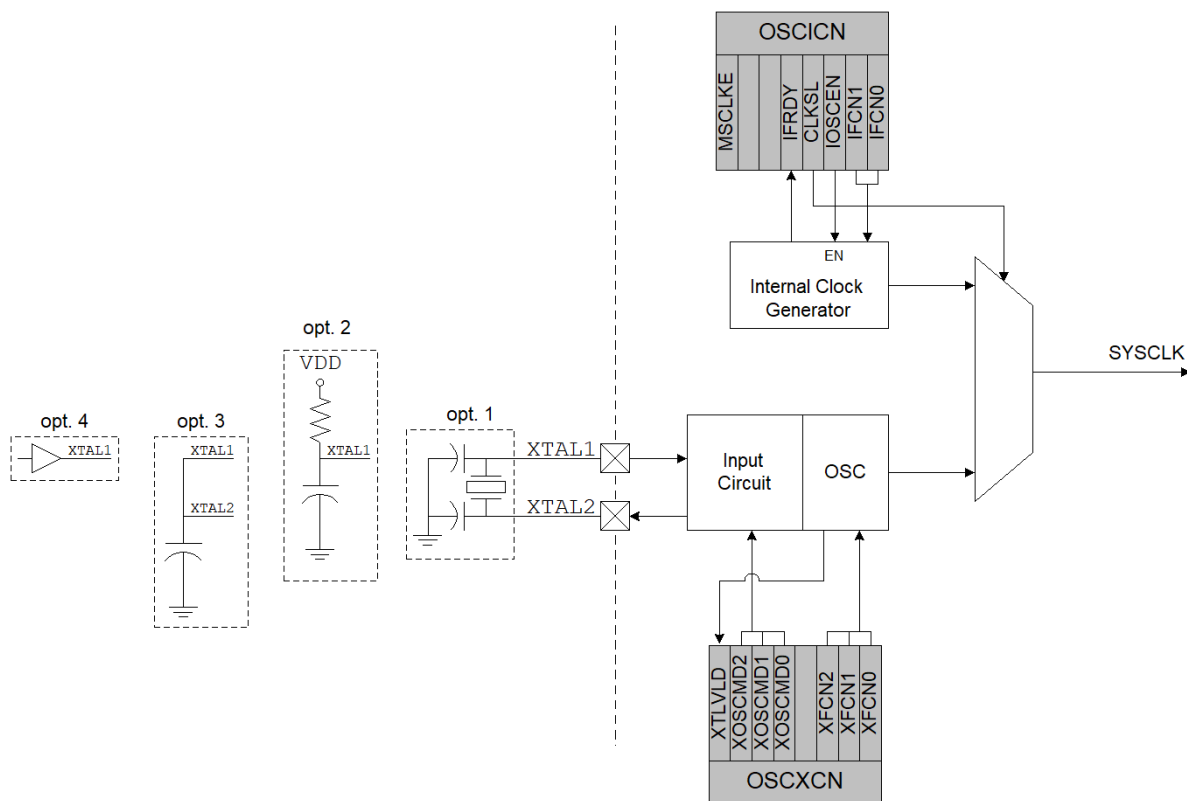 OSCICN
MSCLKE
IFRDY
CLKSL
IOSCEN
IFCN1
IFCN0
EN
Internal Clock
Generator
SYSCLK
opt. 4
XTAL1
opt. 3
XTAL1
XTAL2
opt. 2
VDD
XTAL1
opt. 1
XTAL1
XTAL2
Input
Circuit
OSC
XTLVLD
XOSCMD2
XOSCMD1
XOSCMD0
XFCN2
XFCN1
XFCN0
OSCXCN